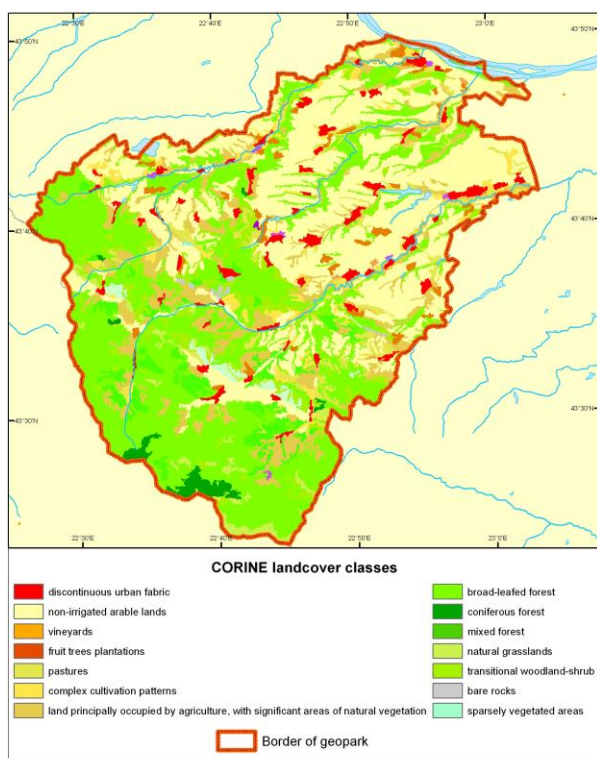 22°30'E 22°40'E 22°50'E 23°0'E
43°50'N 43°50'N
43°40'N 43°40'N
43°30'N 43°30'N
22°30'E 22°40'E 22°50'E 23°0'E
CORINE landcover classes
discontinuous urban fabric
non-irrigated arable lands
vineyards
fruit trees plantations
pastures
complex cultivation patterns
land principally occupied by agriculture, with significant areas of natural vegetation
broad-leafed forest
coniferous forest
mixed forest
natural grasslands
transitional woodland-shrub
bare rocks
sparsely vegetated areas
Border of geopark